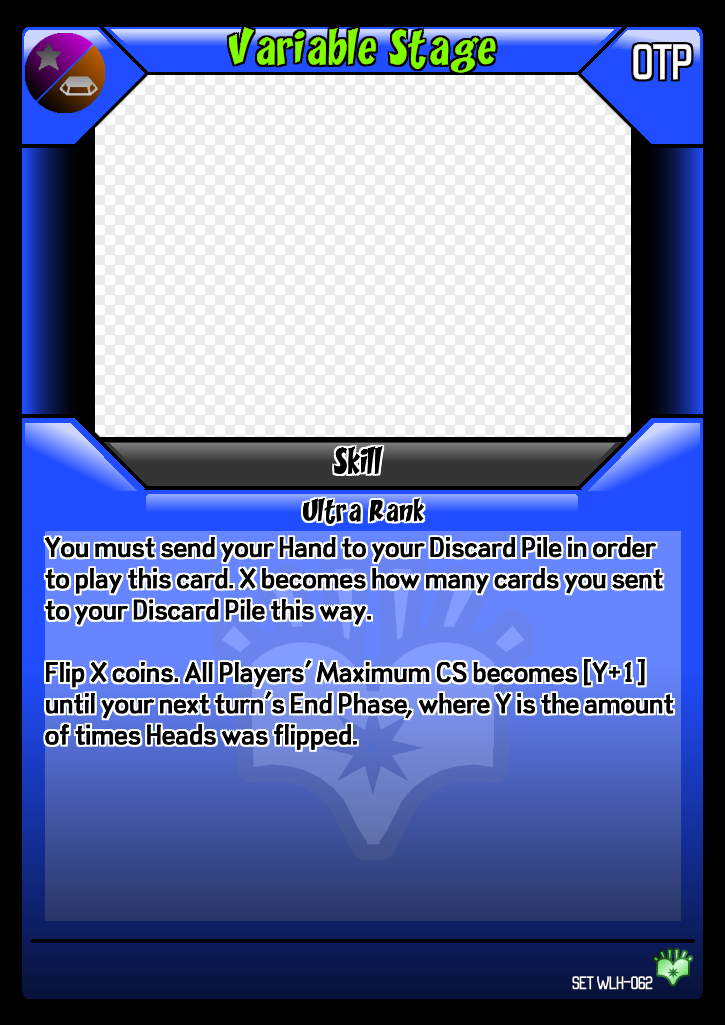 Variable Stage
OTP
Skill
Ultra Rank
You must send your Hand to your Discard Pile in order
to play this card. X becomes how many cards you sent
to your Discard Pile this way.
Flip X coins. All Players' Maximum CS becomes [Y+1]
until your next turn's End Phase, where Y is the amount
of times Heads was flipped.
SET WLH-062